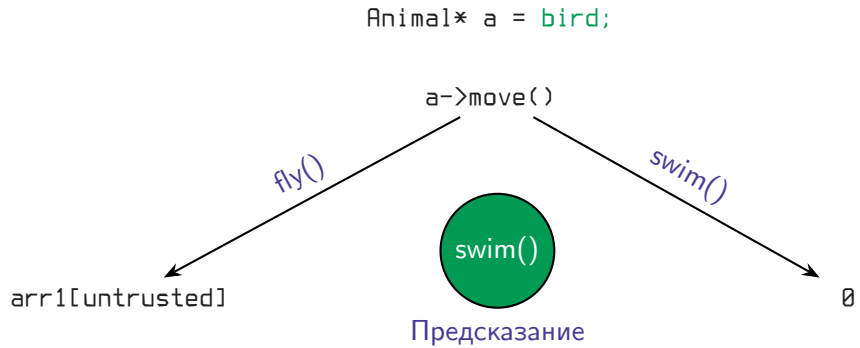 Animal* a = bird;
a->move()
fly()
swim()
swim()
arr1[untrusted]
0
Предсказание